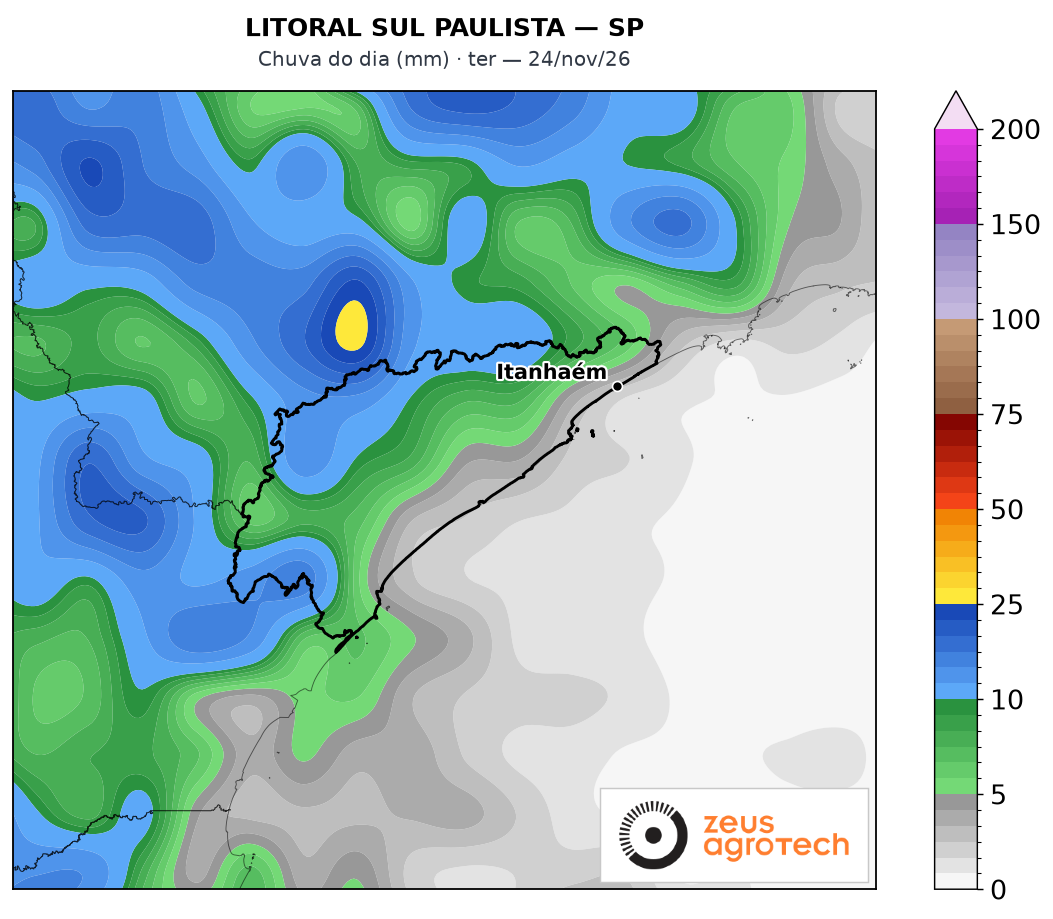 LITORAL SUL PAULISTA — SP
Chuva do dia (mm) · ter — 24/nov/26
200
150
100
75
50
25
10
5
0
Itanhaém
zeus
agrotech